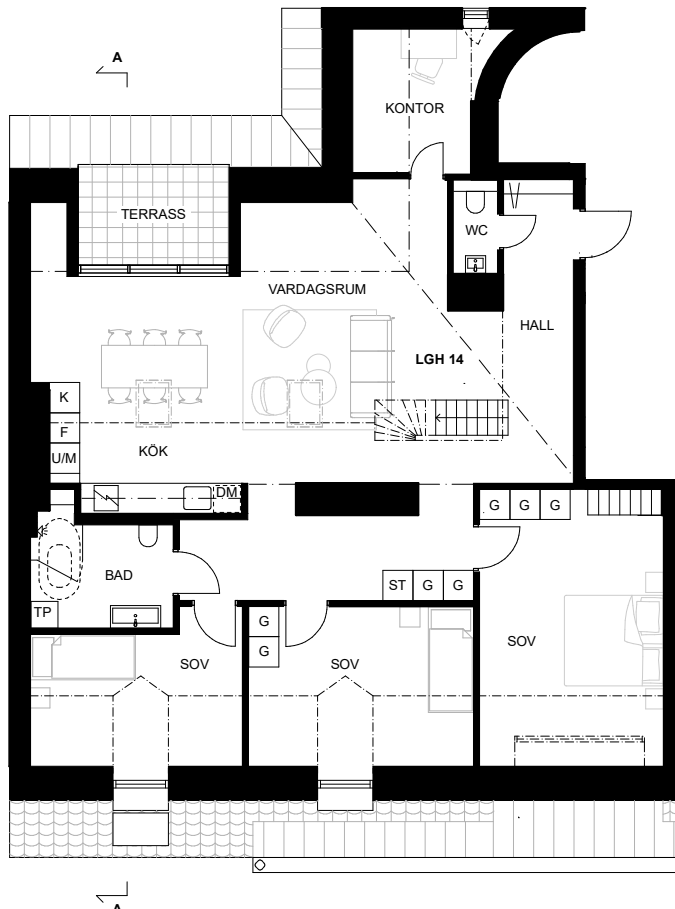 A
KONTOR
TERRASS
WC
VARDAGSRUM
HALL
LGH 14
K
F
U/M
KÖK
DM
G G G
BAD
ST G G
TP
G
G
SOV
SOV
SOV
A